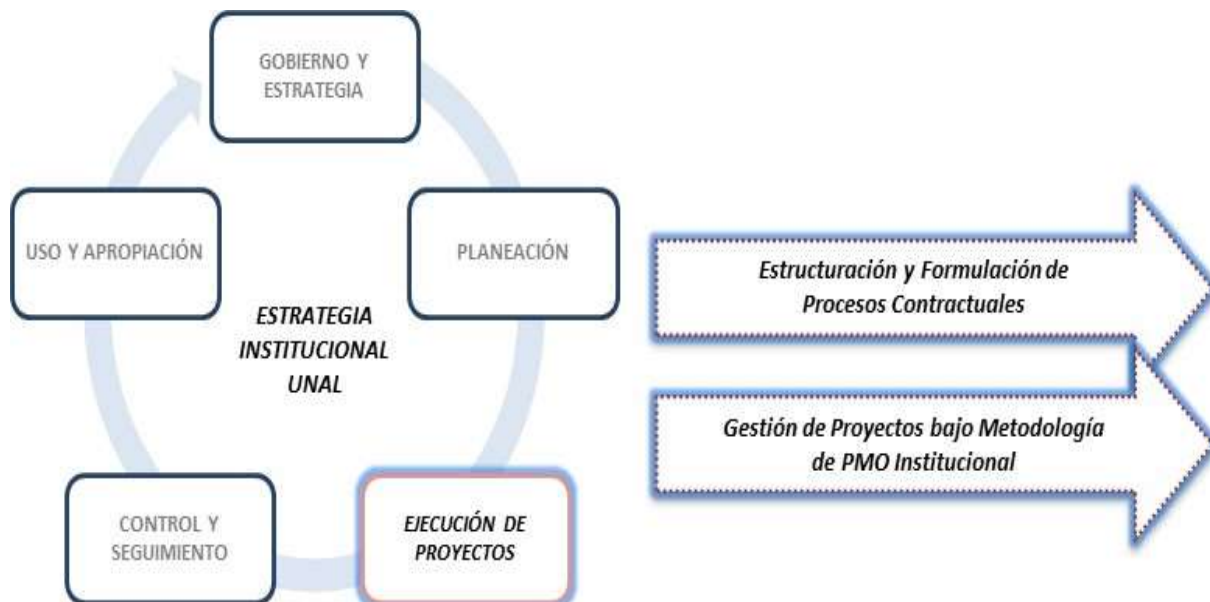 GOBIERNO Y
ESTRATEGIA
USO Y APROPIACIÓN
PLANEACIÓN
ESTRATEGIA
INSTITUCIONAL
UNAL
CONTROL Y
SEGUIMIENTO
EJECUCIÓN DE
PROYECTOS
Estructuración y Formulación de
Procesos Contractuales
Gestión de Proyectos bajo Metodología
de PMO Institucional